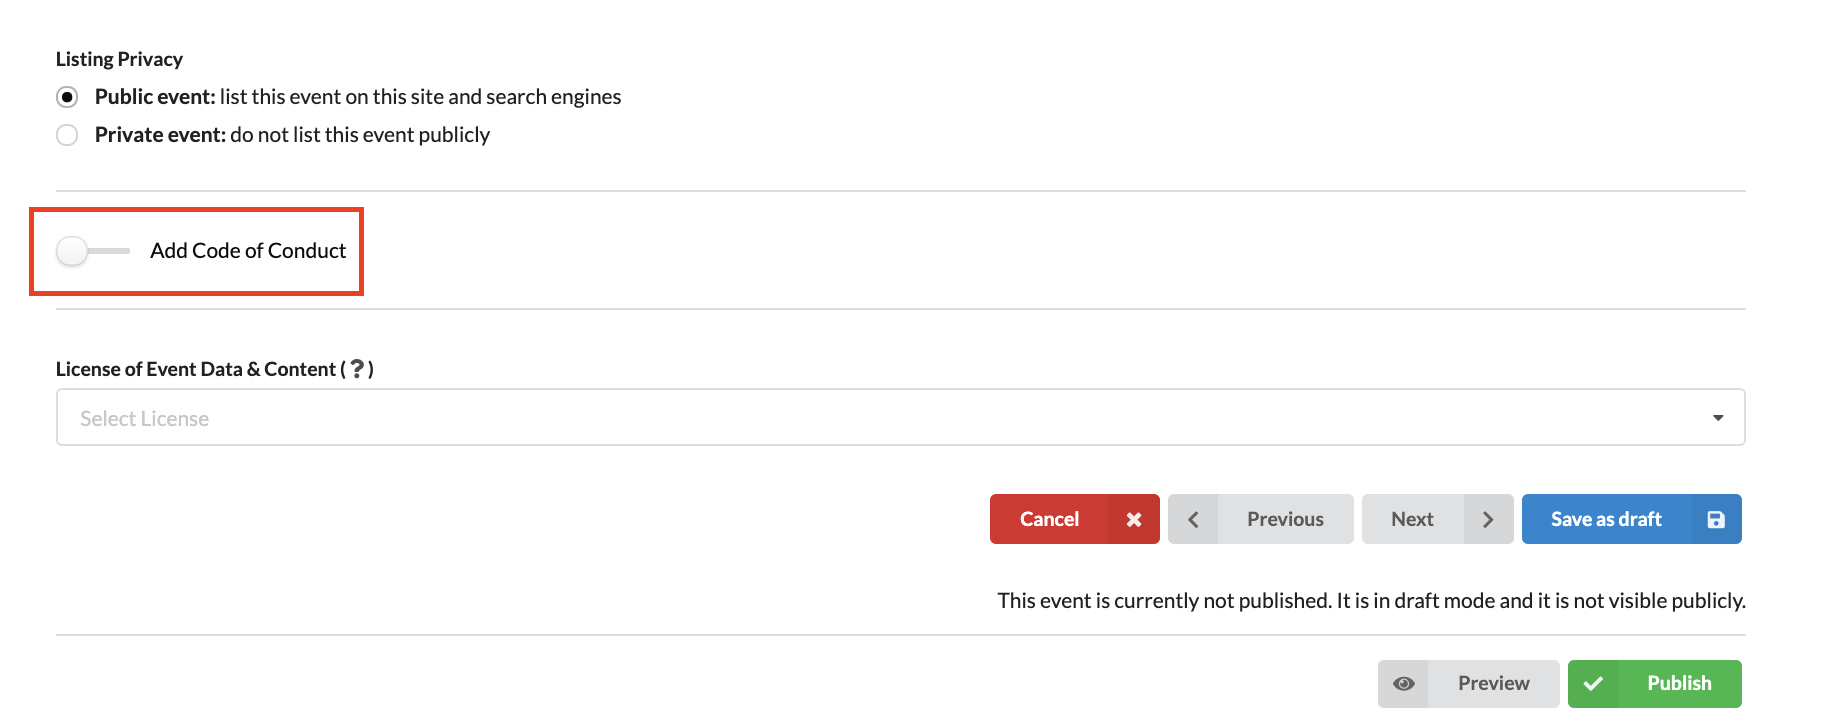 Listing Privacy
Public event: list this event on this site and search engines
Private event: do not list this event publicly
Add Code of Conduct
License of Event Data & Content (?)
Select License
Cancel Previous Next Save as draft
This event is currently not published. It is in draft mode and it is not visible publicly.
Preview Publish